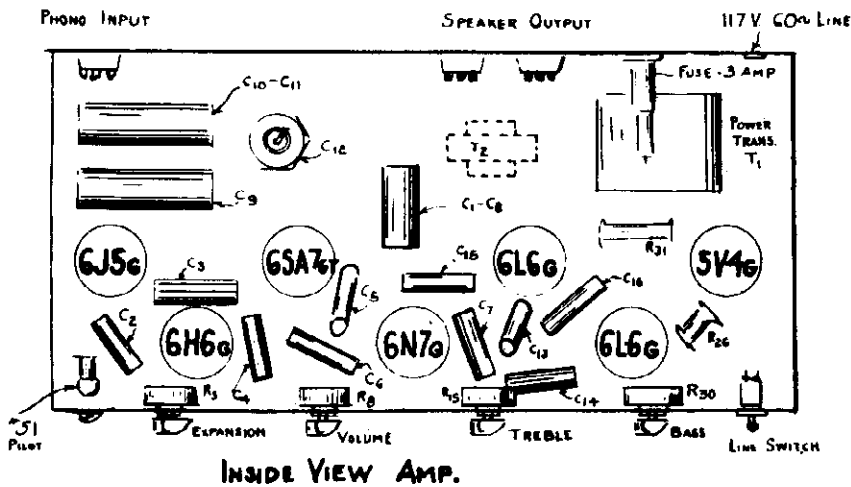 PHONO INPUT
SPEAKER OUTPUT
117 V 60~ LINE
C10-C11
FUSE-3 AMP
C12
T2
POWER
TRANS.
T1
C9
C1-C8
R31
6J5G
C3
6SA7GT
C5
C15
6L6G
C16
5V4G
C2
6H6G
C4
C6
6N7G
C7
C13
6L6G
R26
R3
R8
R15
C14
R30
#51
PILOT
EXPANSION
VOLUME
TREBLE
BASS
LINE SWITCH
INSIDE VIEW AMP.